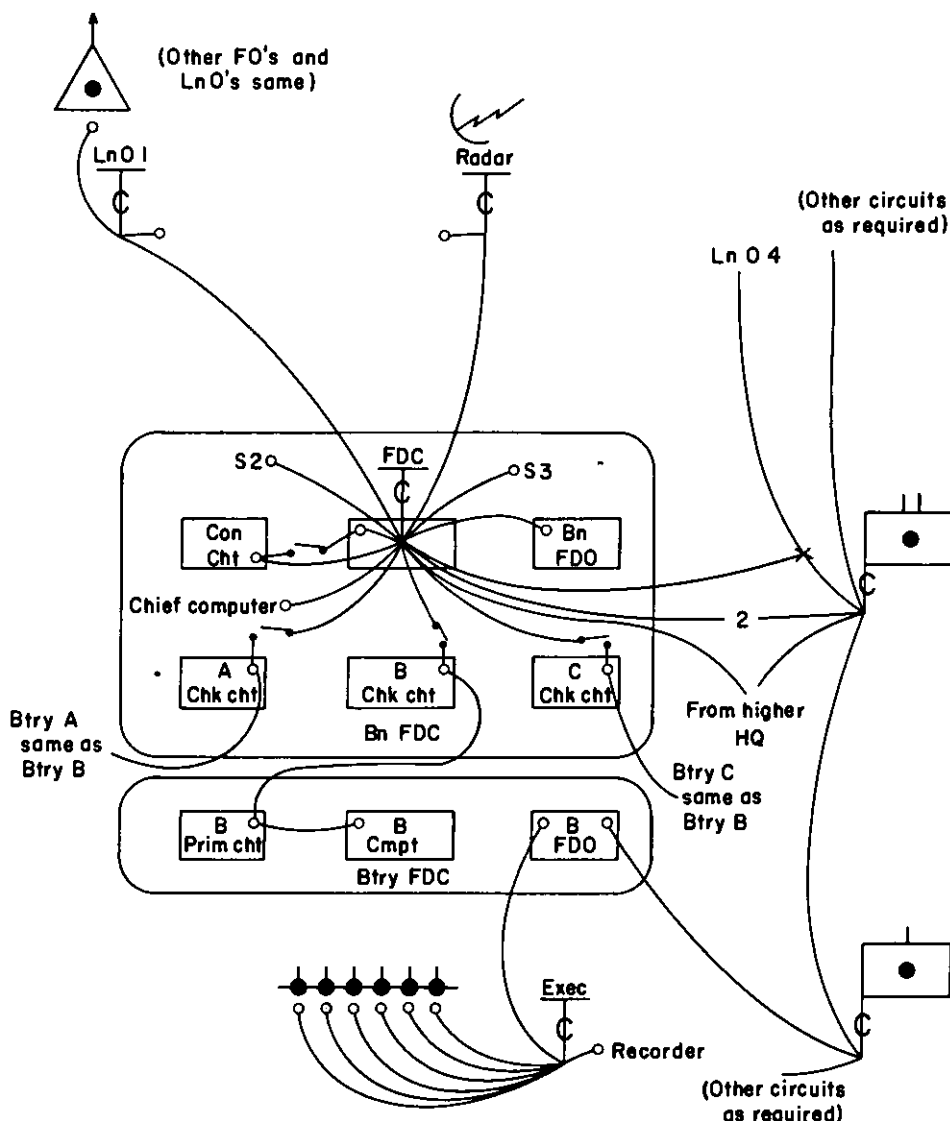 (Other FO's and
LnO's same)
LnO 1
Radar
(Other circuits
as required)
Ln O 4
FDC
S2
S3
Con
Cht
Bn
FDO
Chief computer
2
A
Chk cht
B
Chk cht
C
Chk cht
From higher
HQ
Bn FDC
Btry A
same as
Btry B
Btry C
same as
Btry B
B
Prim cht
B
Cmpt
B
FDO
Btry FDC
Exec
Recorder
(Other circuits
as required)